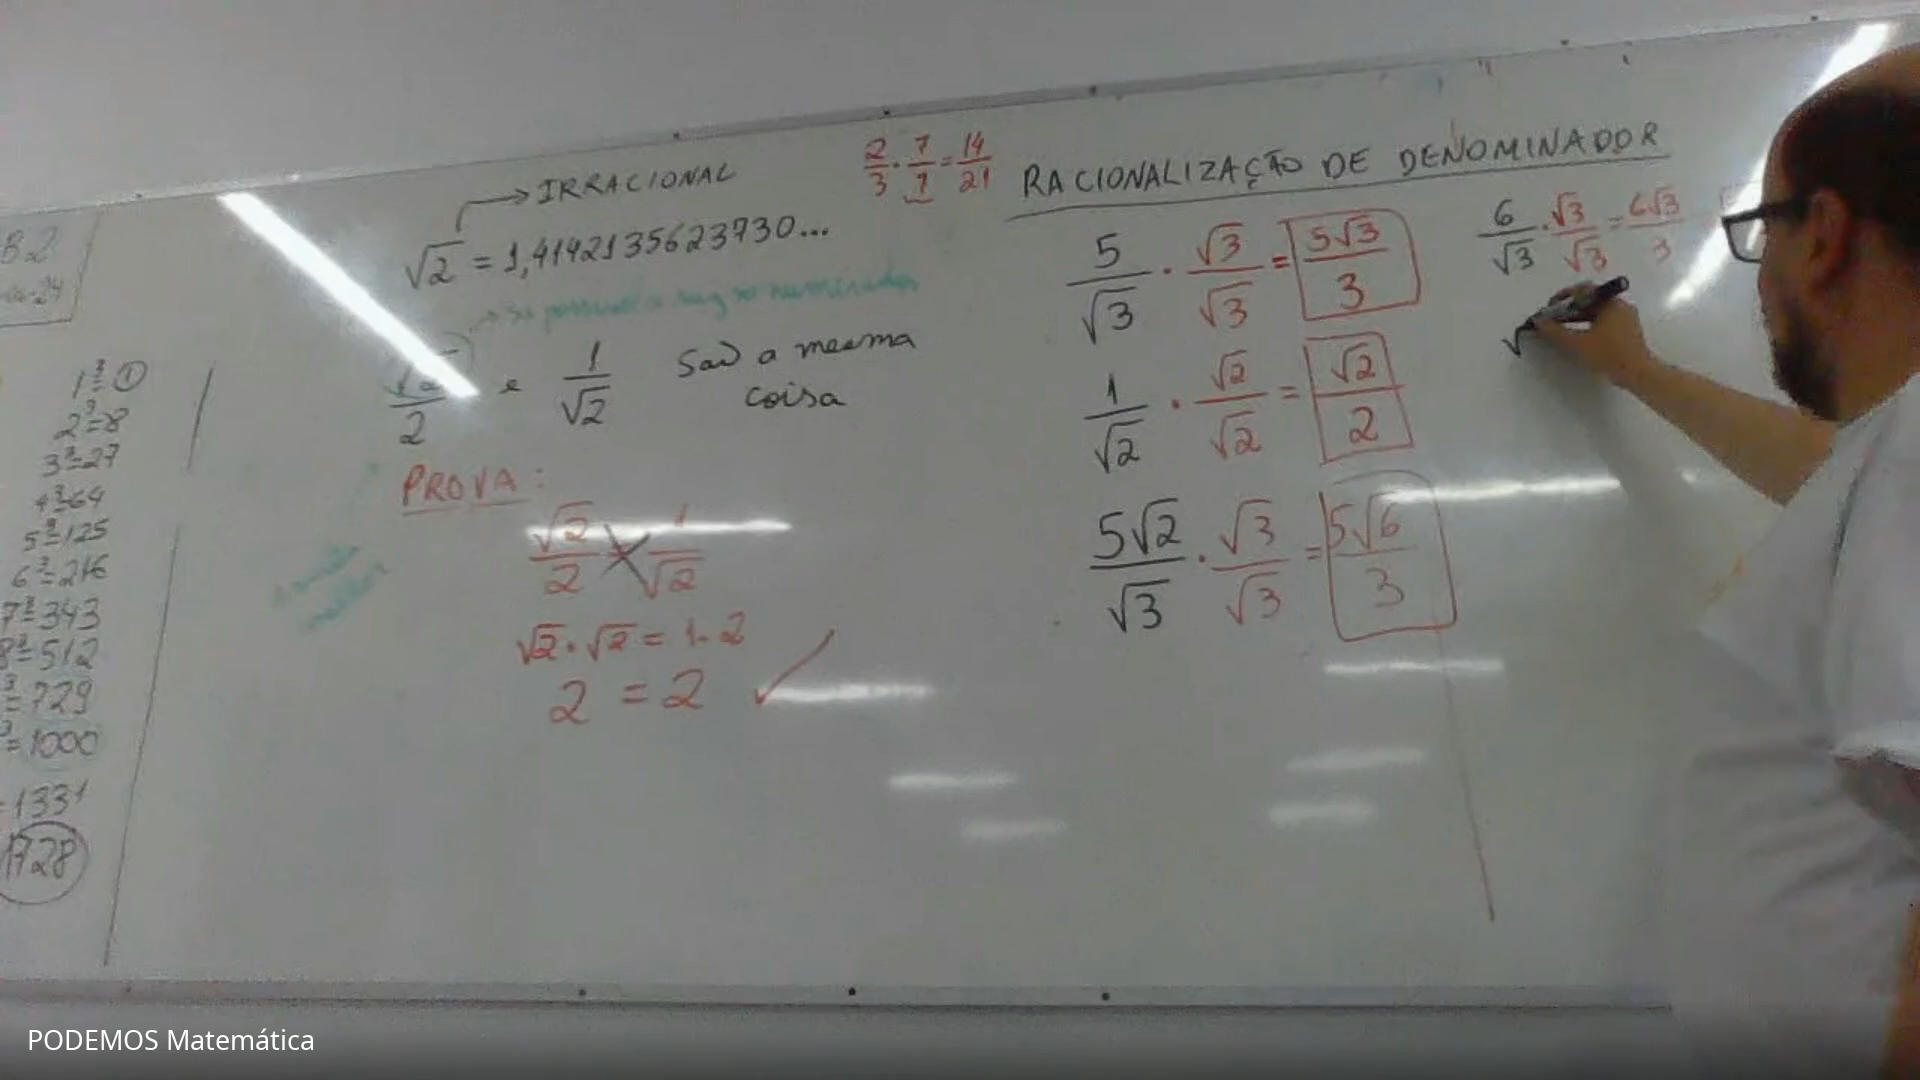 B.2
1³=①
2³=8
3³=27
4³=64
5³=125
6³=216
7³=343
8³=512
³=729
³=1000
=1331
1728
→ IRRACIONAL
√2 = 1,4142135623730...
√2/2 e 1/√2 São a mesma
coisa
PROVA:
√2/2 = 1/√2
√2 · √2 = 1 · 2
2 = 2 ✓
2/3 · 7/7 = 14/21
RACIONALIZAÇÃO DE DENOMINADOR
5/√3 · √3/√3 = 5√3/3
1/√2 · √2/√2 = √2/2
5√2/√3 · √3/√3 = 5√6/3
6/√3 · √3/√3 = 6√3/3
√
PODEMOS Matemática